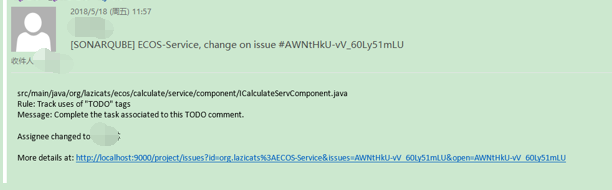 2018/5/18 (周五) 11:57
[SONARQUBE] ECOS-Service, change on issue #AWNtHkU-vV_60Ly51mLU
收件人
src/main/java/org/lazicats/ecos/calculate/service/component/ICalculateServComponent.java
Rule: Track uses of "TODO" tags
Message: Complete the task associated to this TODO comment.
Assignee changed to
More details at: http://localhost:9000/project/issues?id=org.lazicats%3AECOS-Service&issues=AWNtHkU-vV_60Ly51mLU&open=AWNtHkU-vV_60Ly51mLU